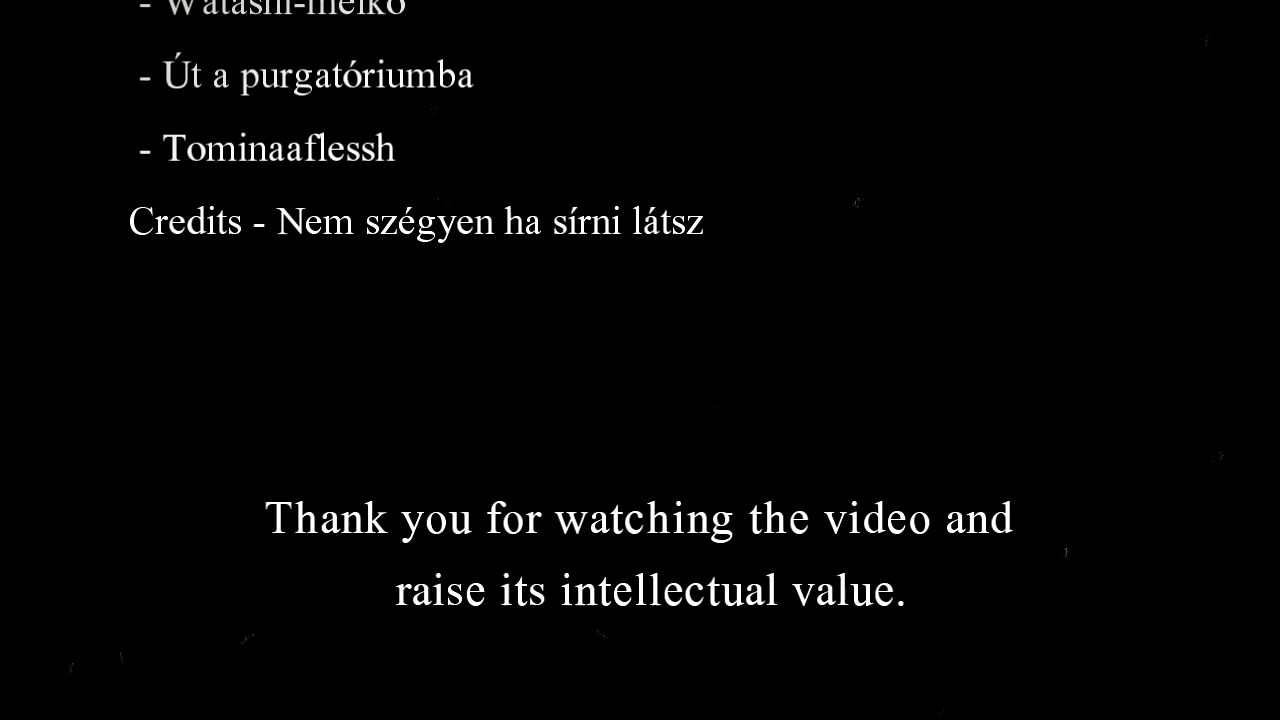 - Út a purgatóriumba
- Tominaaflessh
Credits - Nem szégyen ha sírni látsz
Thank you for watching the video and
raise its intellectual value.